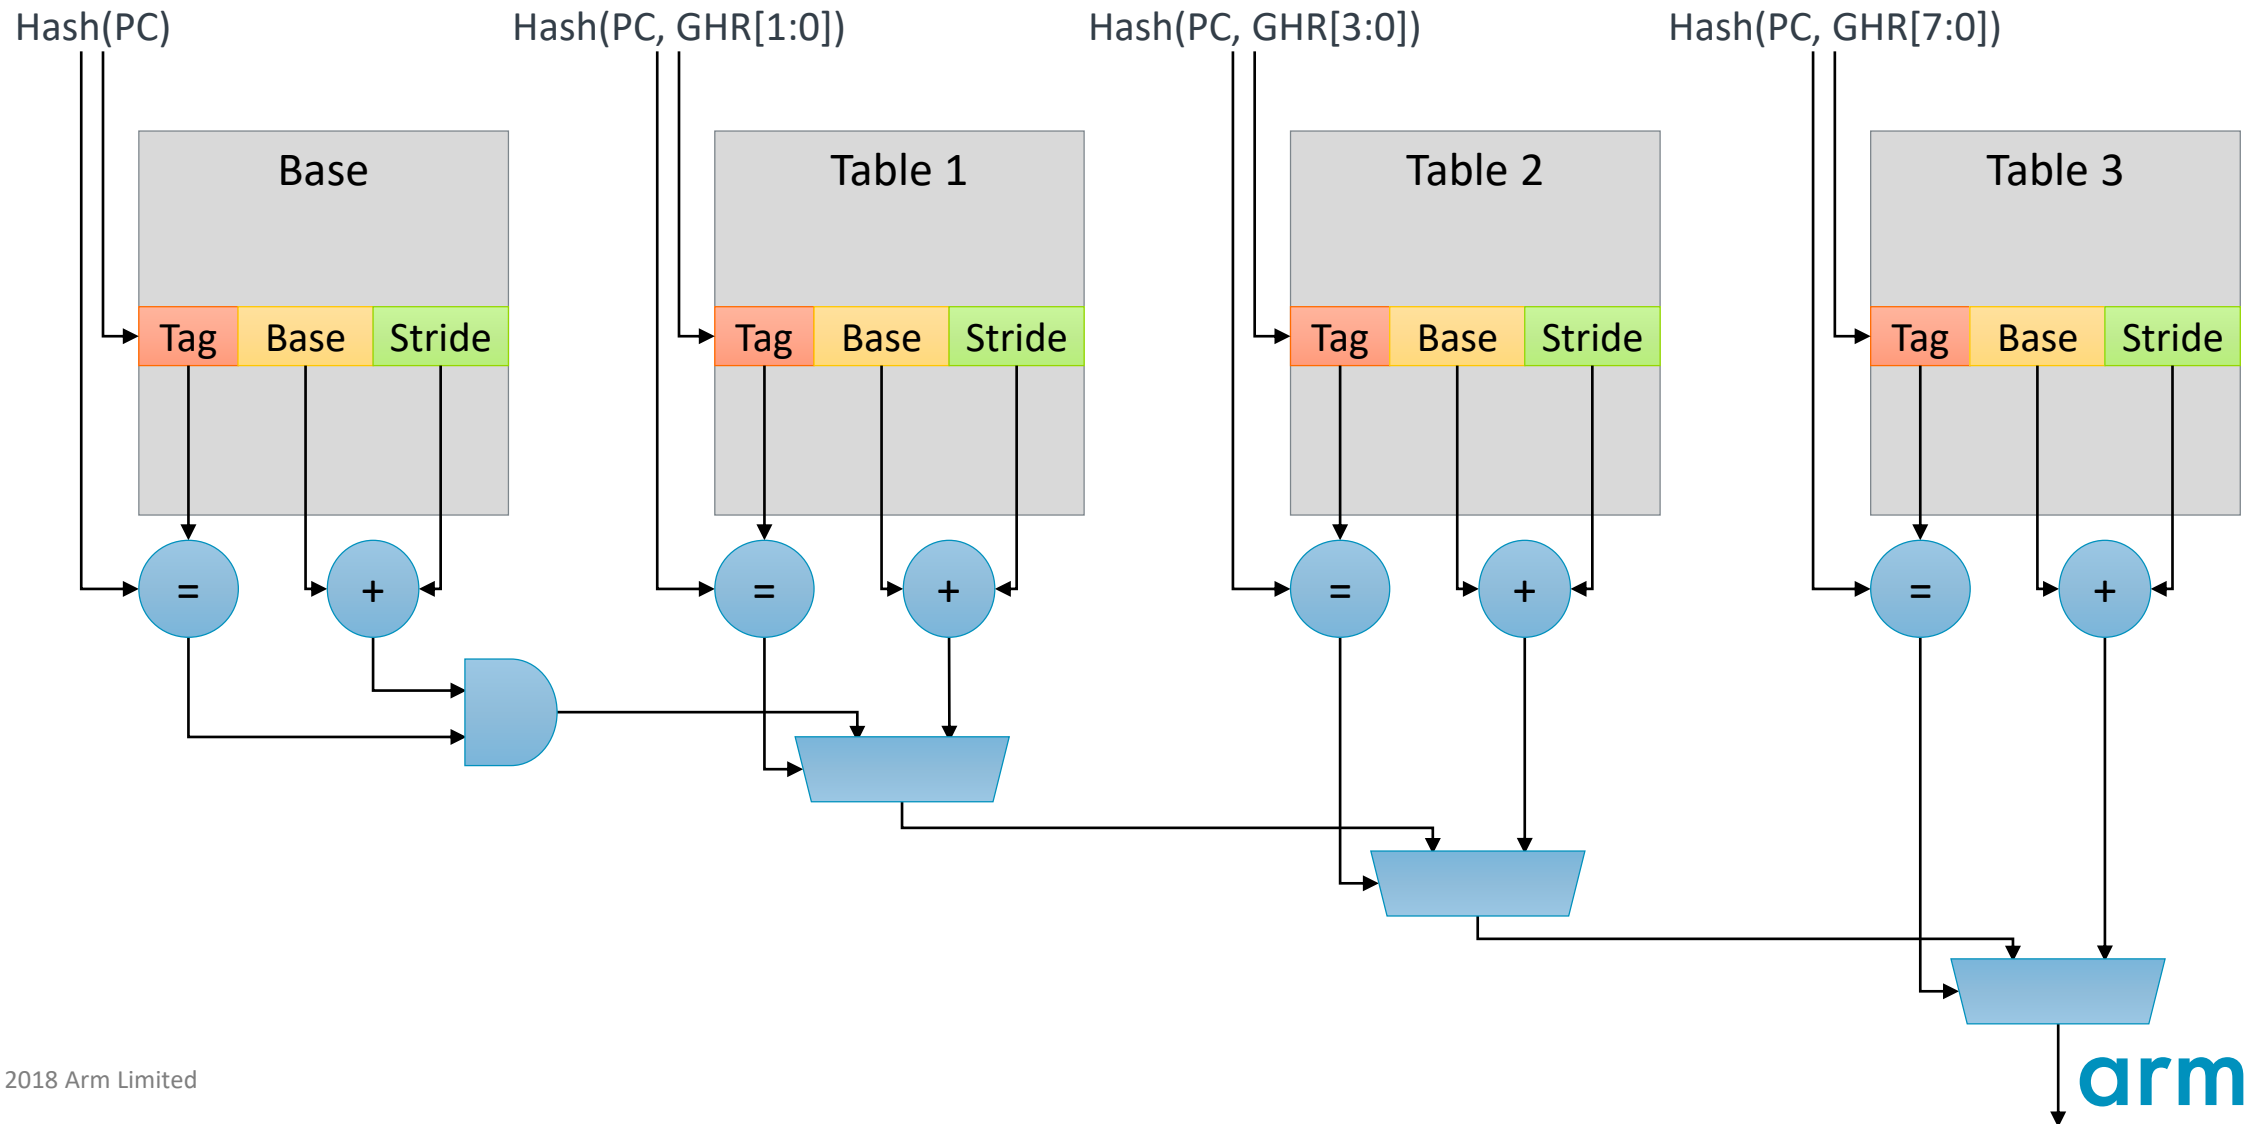 Hash(PC)
Hash(PC, GHR[1:0])
Hash(PC, GHR[3:0])
Hash(PC, GHR[7:0])
Base
Table 1
Table 2
Table 3
Tag Base Stride
Tag Base Stride
Tag Base Stride
Tag Base Stride
= +
= +
= +
= +
2018 Arm Limited
arm